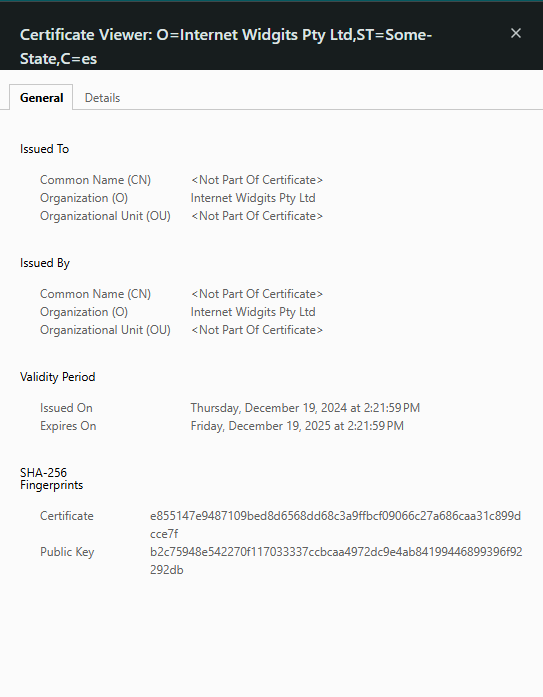 Certificate Viewer: O=Internet Widgits Pty Ltd,ST=Some-
State,C=es
General Details
Issued To
Common Name (CN) <Not Part Of Certificate>
Organization (O) Internet Widgits Pty Ltd
Organizational Unit (OU) <Not Part Of Certificate>
Issued By
Common Name (CN) <Not Part Of Certificate>
Organization (O) Internet Widgits Pty Ltd
Organizational Unit (OU) <Not Part Of Certificate>
Validity Period
Issued On Thursday, December 19, 2024 at 2:21:59 PM
Expires On Friday, December 19, 2025 at 2:21:59 PM
SHA-256
Fingerprints
Certificate e855147e9487109bed8d6568dd68c3a9ffbcf09066c27a686caa31c899d
cce7f
Public Key b2c75948e542270f117033337ccbcaa4972dc9e4ab84199446899396f92
292db